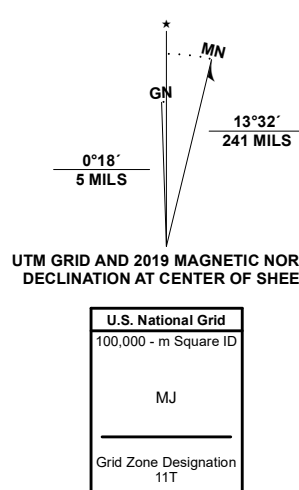 ★
MN
GN
13°32´
241 MILS
0°18´
5 MILS
UTM GRID AND 2019 MAGNETIC NOR
DECLINATION AT CENTER OF SHEE
U.S. National Grid
100,000 - m Square ID
MJ
Grid Zone Designation
11T